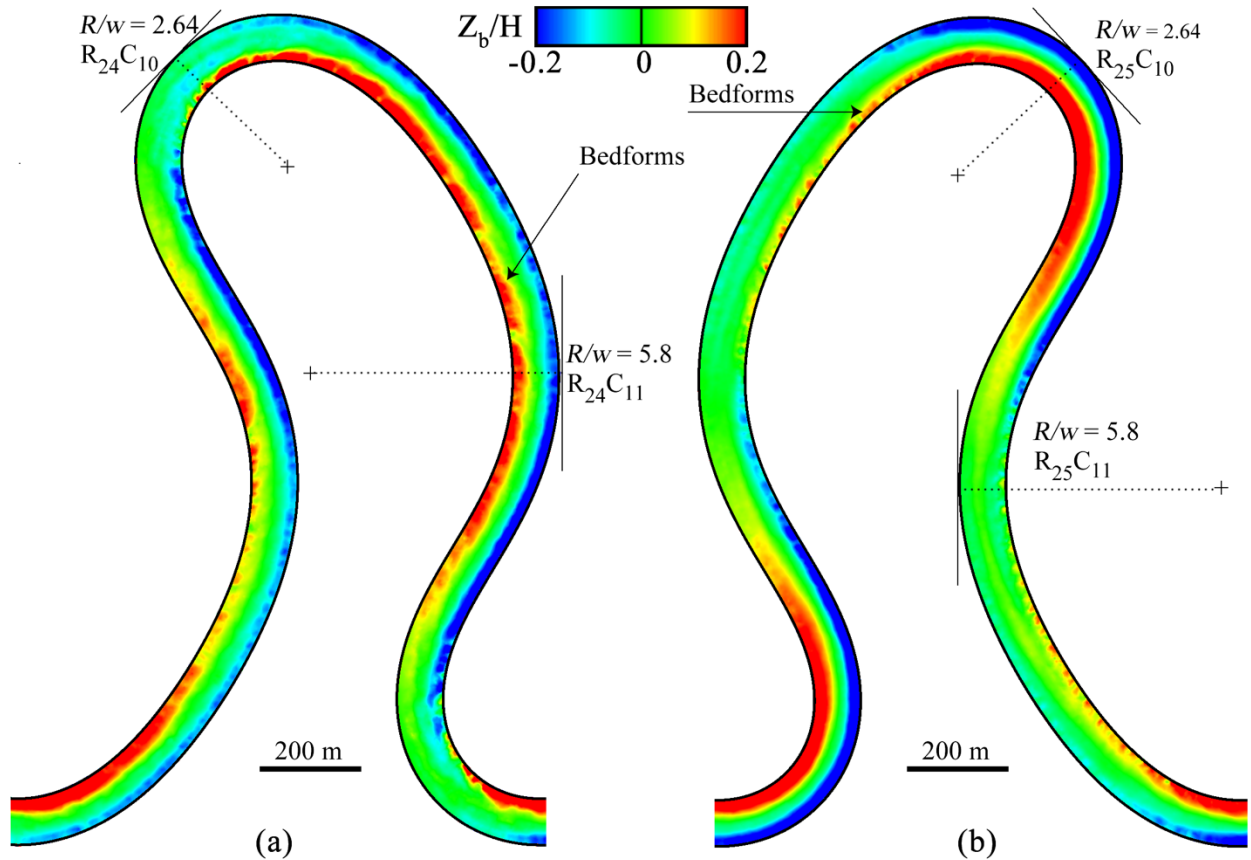 R/w = 2.64
R24C10
Z_b/H
-0.2 0 0.2
R/w = 2.64
R25C10
Bedforms
Bedforms
R/w = 5.8
R24C11
R/w = 5.8
R25C11
200 m
200 m
(a)
(b)